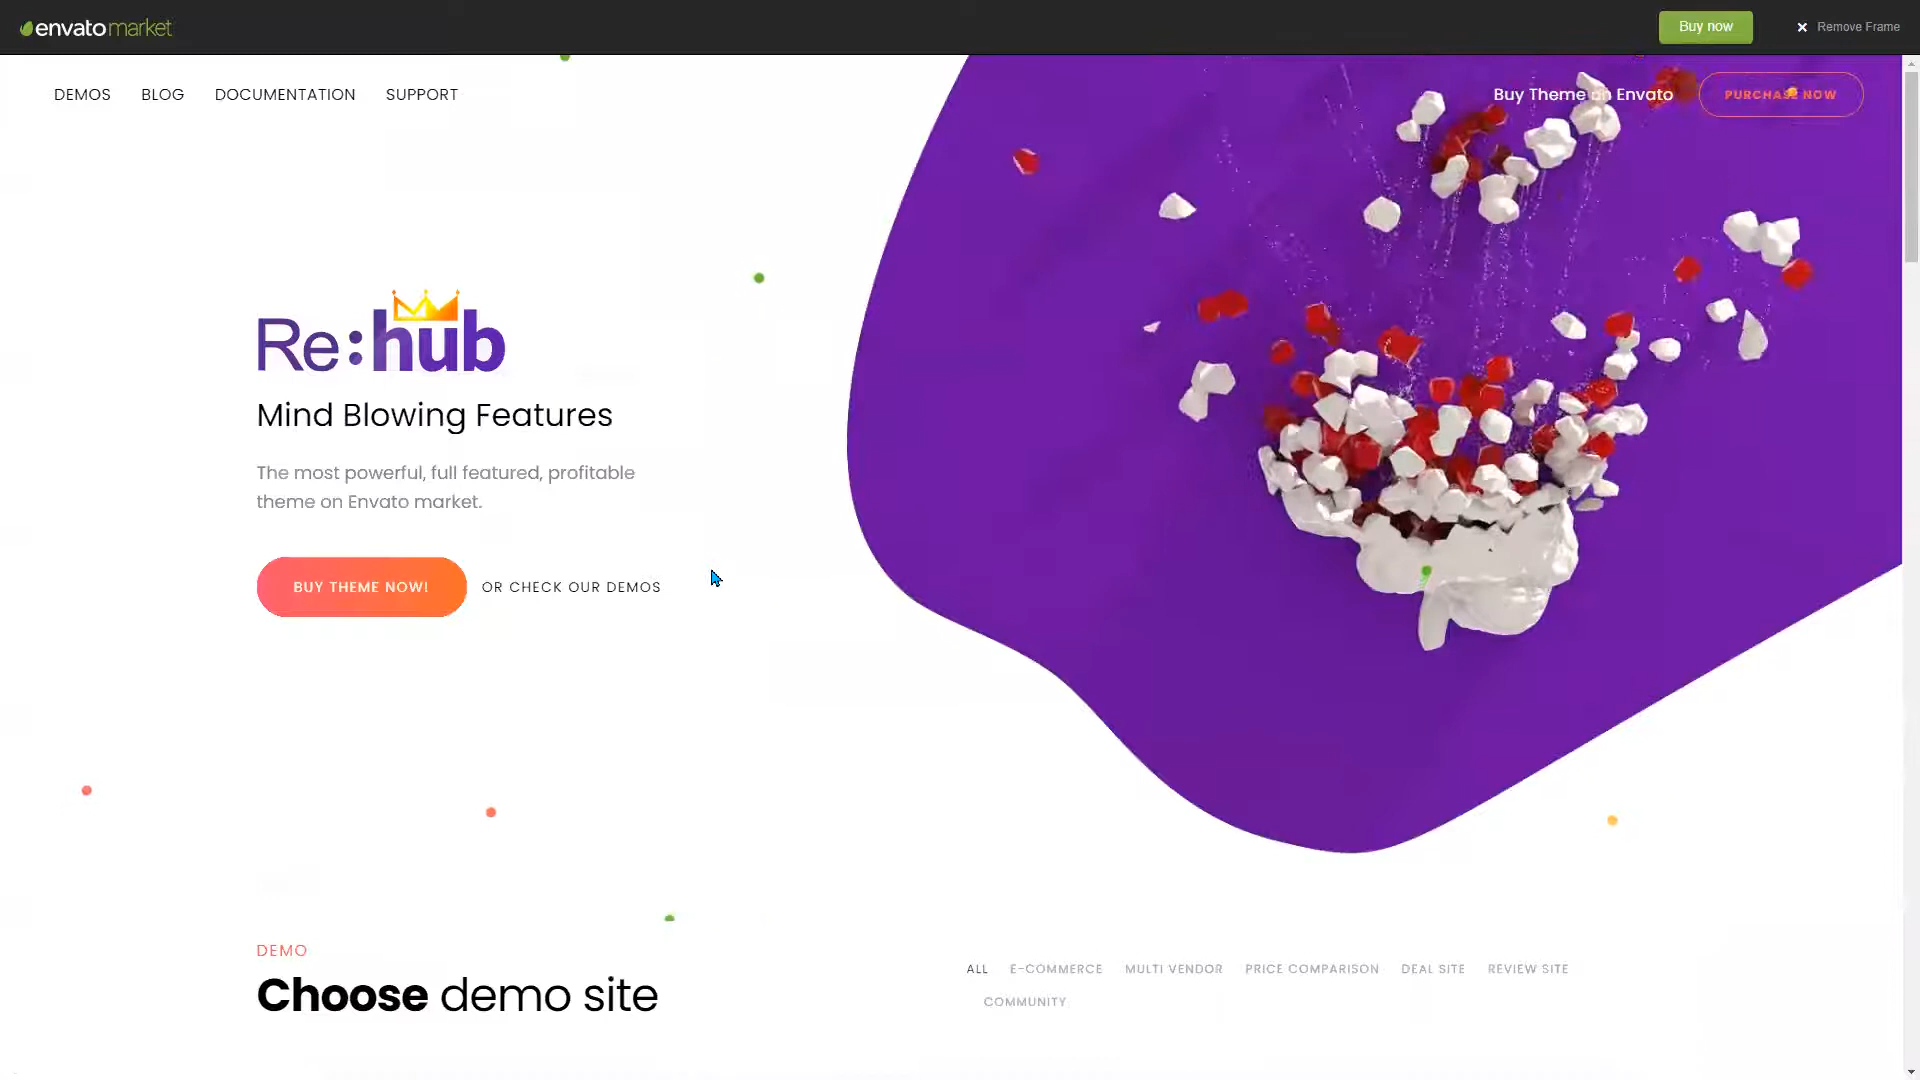 envato market
Buy now
Remove Frame
DEMOS BLOG DOCUMENTATION SUPPORT
Buy Theme on Envato
PURCHASE NOW
Re:hub
Mind Blowing Features
The most powerful, full featured, profitable
theme on Envato market.
BUY THEME NOW!
OR CHECK OUR DEMOS
DEMO
Choose demo site
ALL E-COMMERCE MULTI VENDOR PRICE COMPARISON DEAL SITE REVIEW SITE
COMMUNITY